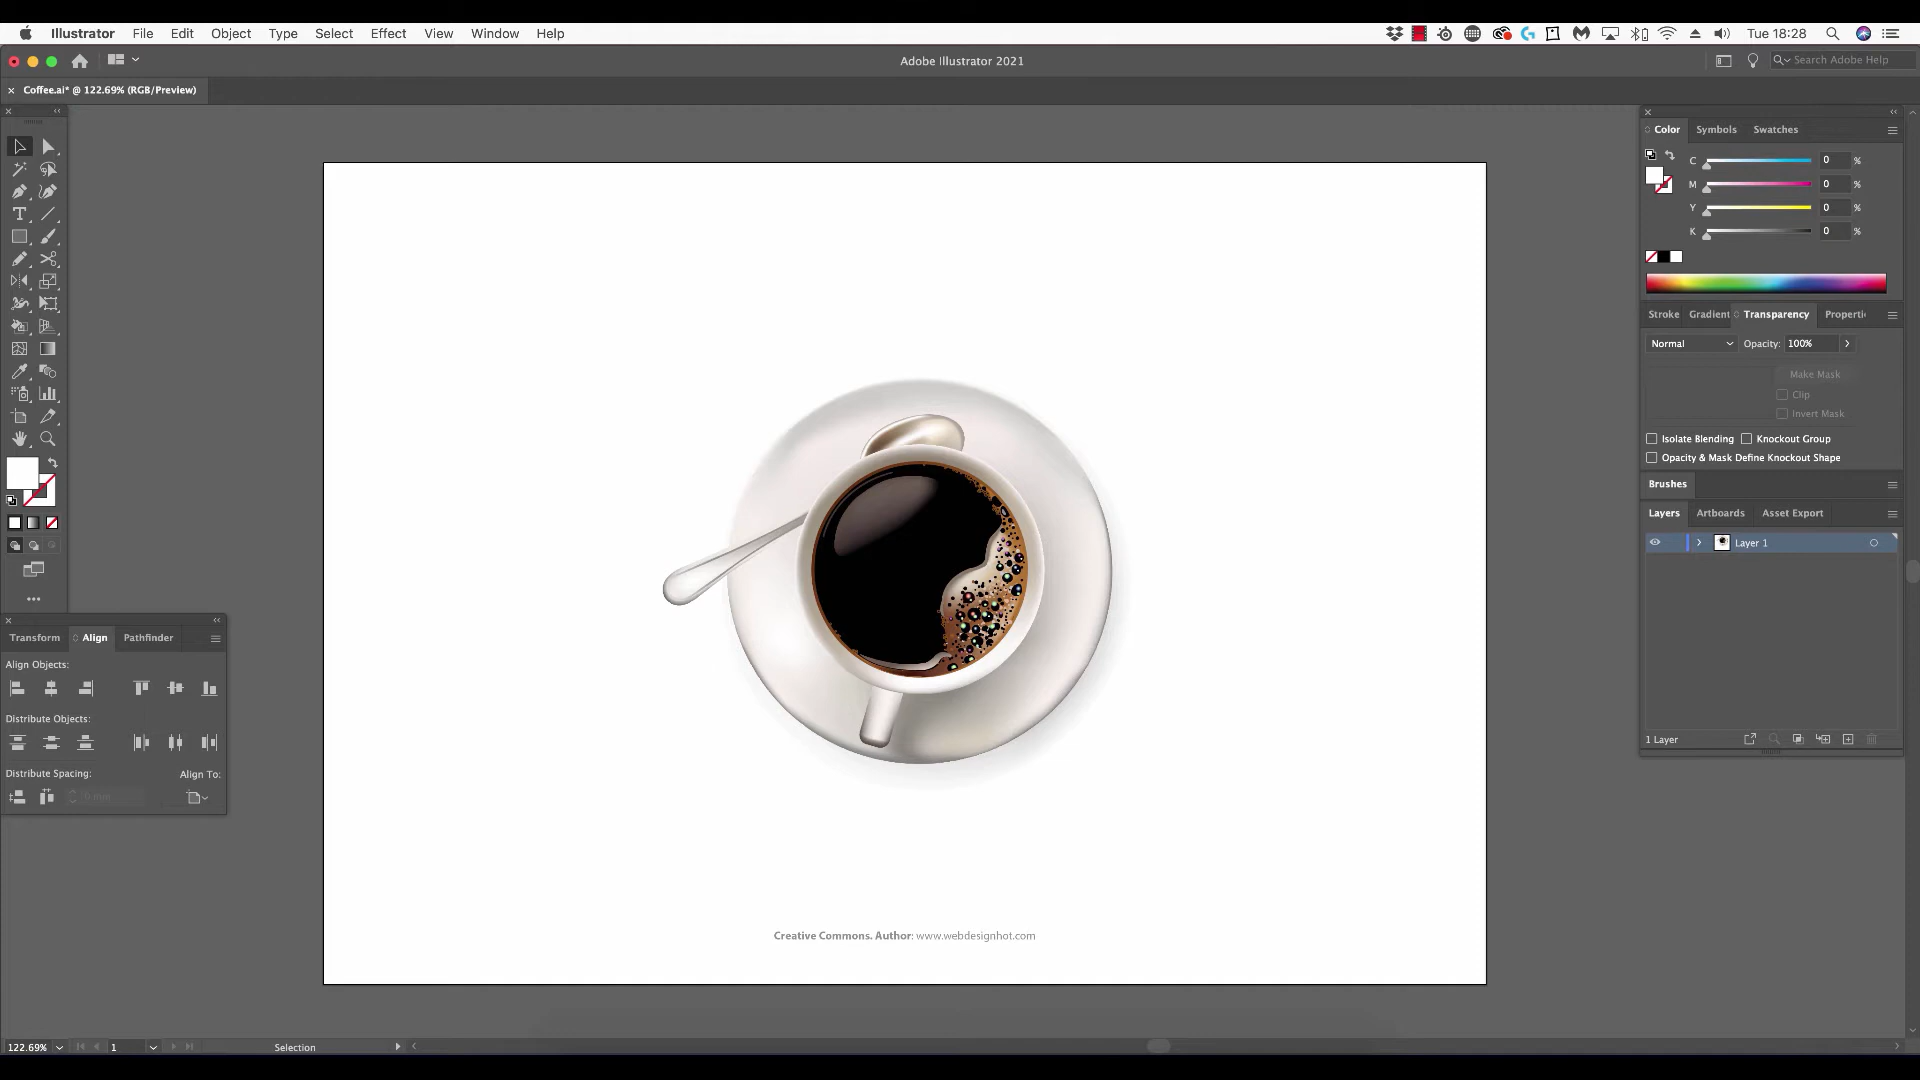 Illustrator File Edit Object Type Select Effect View Window Help
Tue 18:28
Adobe Illustrator 2021
Search Adobe Help
Coffee.ai* @ 122.69% (RGB/Preview)
Color Symbols Swatches
C 0 %
M 0 %
Y 0 %
K 0 %
Stroke Gradient Transparency Properti
Normal Opacity: 100%
Make Mask
Clip
Invert Mask
Isolate Blending Knockout Group
Opacity & Mask Define Knockout Shape
Brushes
Layers Artboards Asset Export
Layer 1
1 Layer
Transform Align Pathfinder
Align Objects:
Distribute Objects:
Distribute Spacing: Align To:
0 mm
Creative Commons. Author: www.webdesignhot.com
122.69% 1 Selection